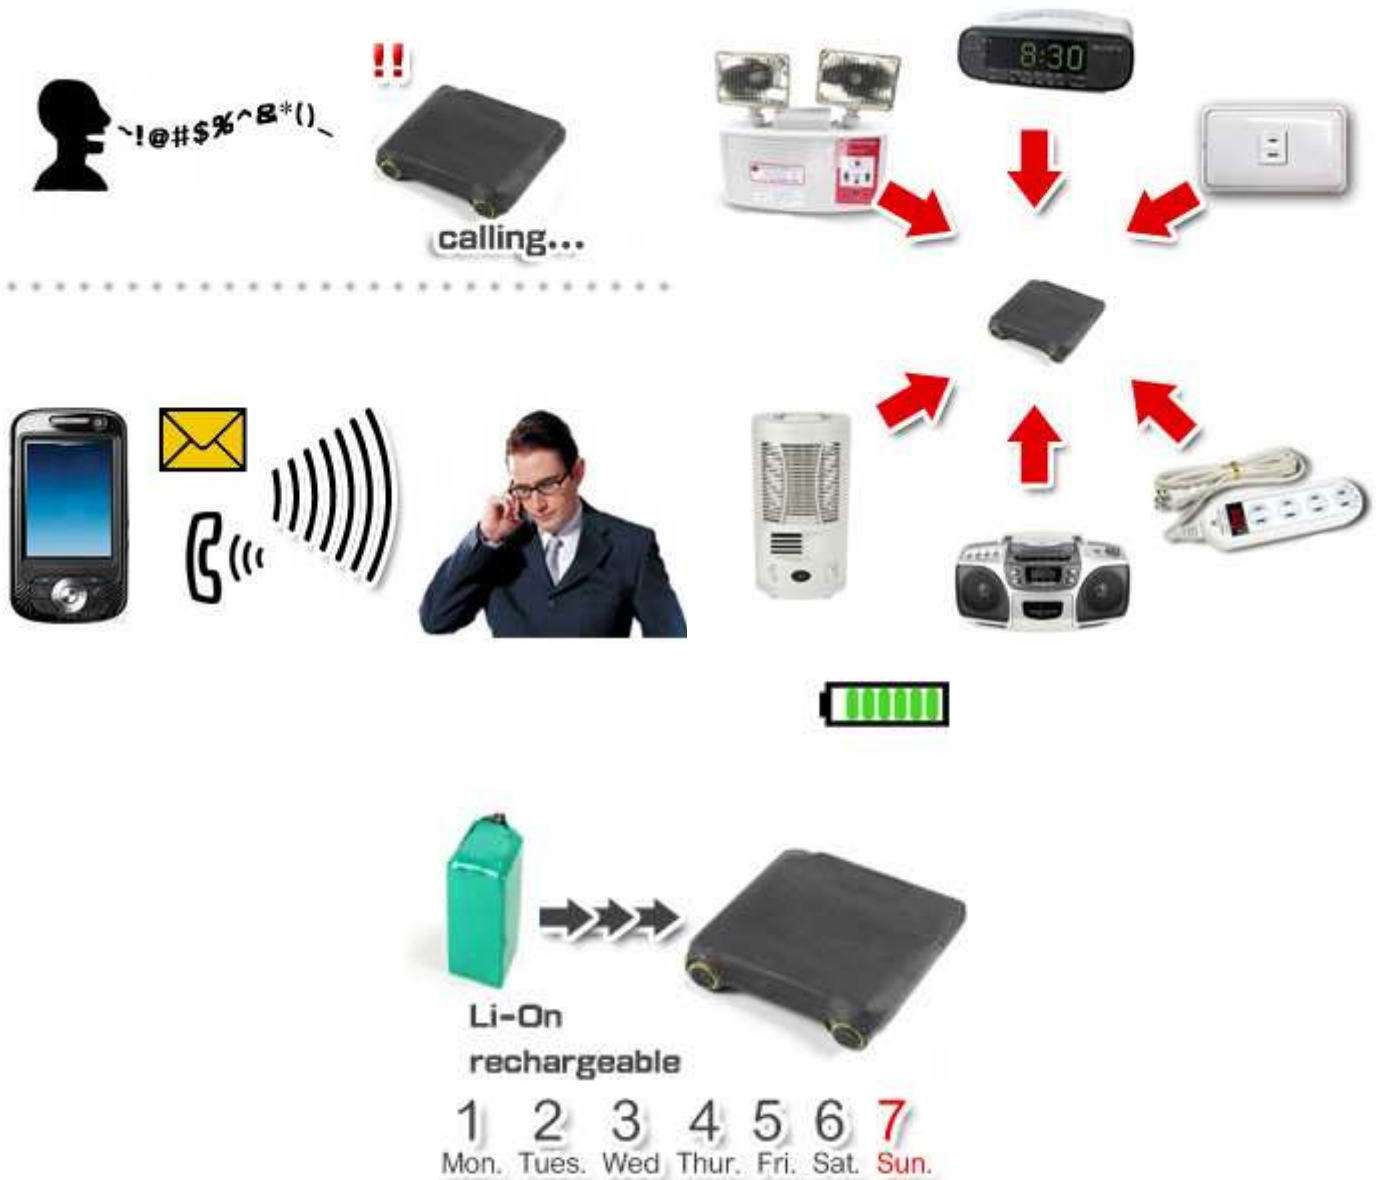 !!
~!@#$%^&*()_
calling...
8:30
Li-On
rechargeable
1 2 3 4 5 6 7
Mon. Tues. Wed Thur. Fri. Sat. Sun.